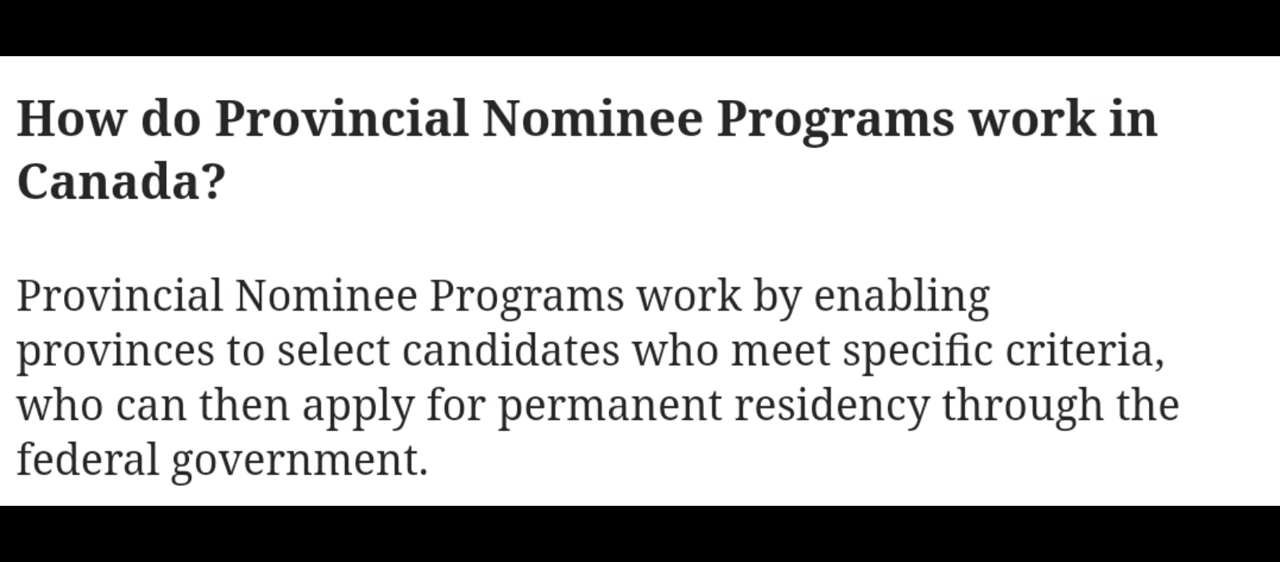 How do Provincial Nominee Programs work in
Canada?
Provincial Nominee Programs work by enabling
provinces to select candidates who meet specific criteria,
who can then apply for permanent residency through the
federal government.